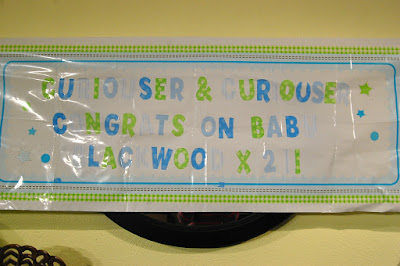 CURIOUSER & CURIOUSER
CONGRATS ON BABY
BLACKWOOD X 2 !